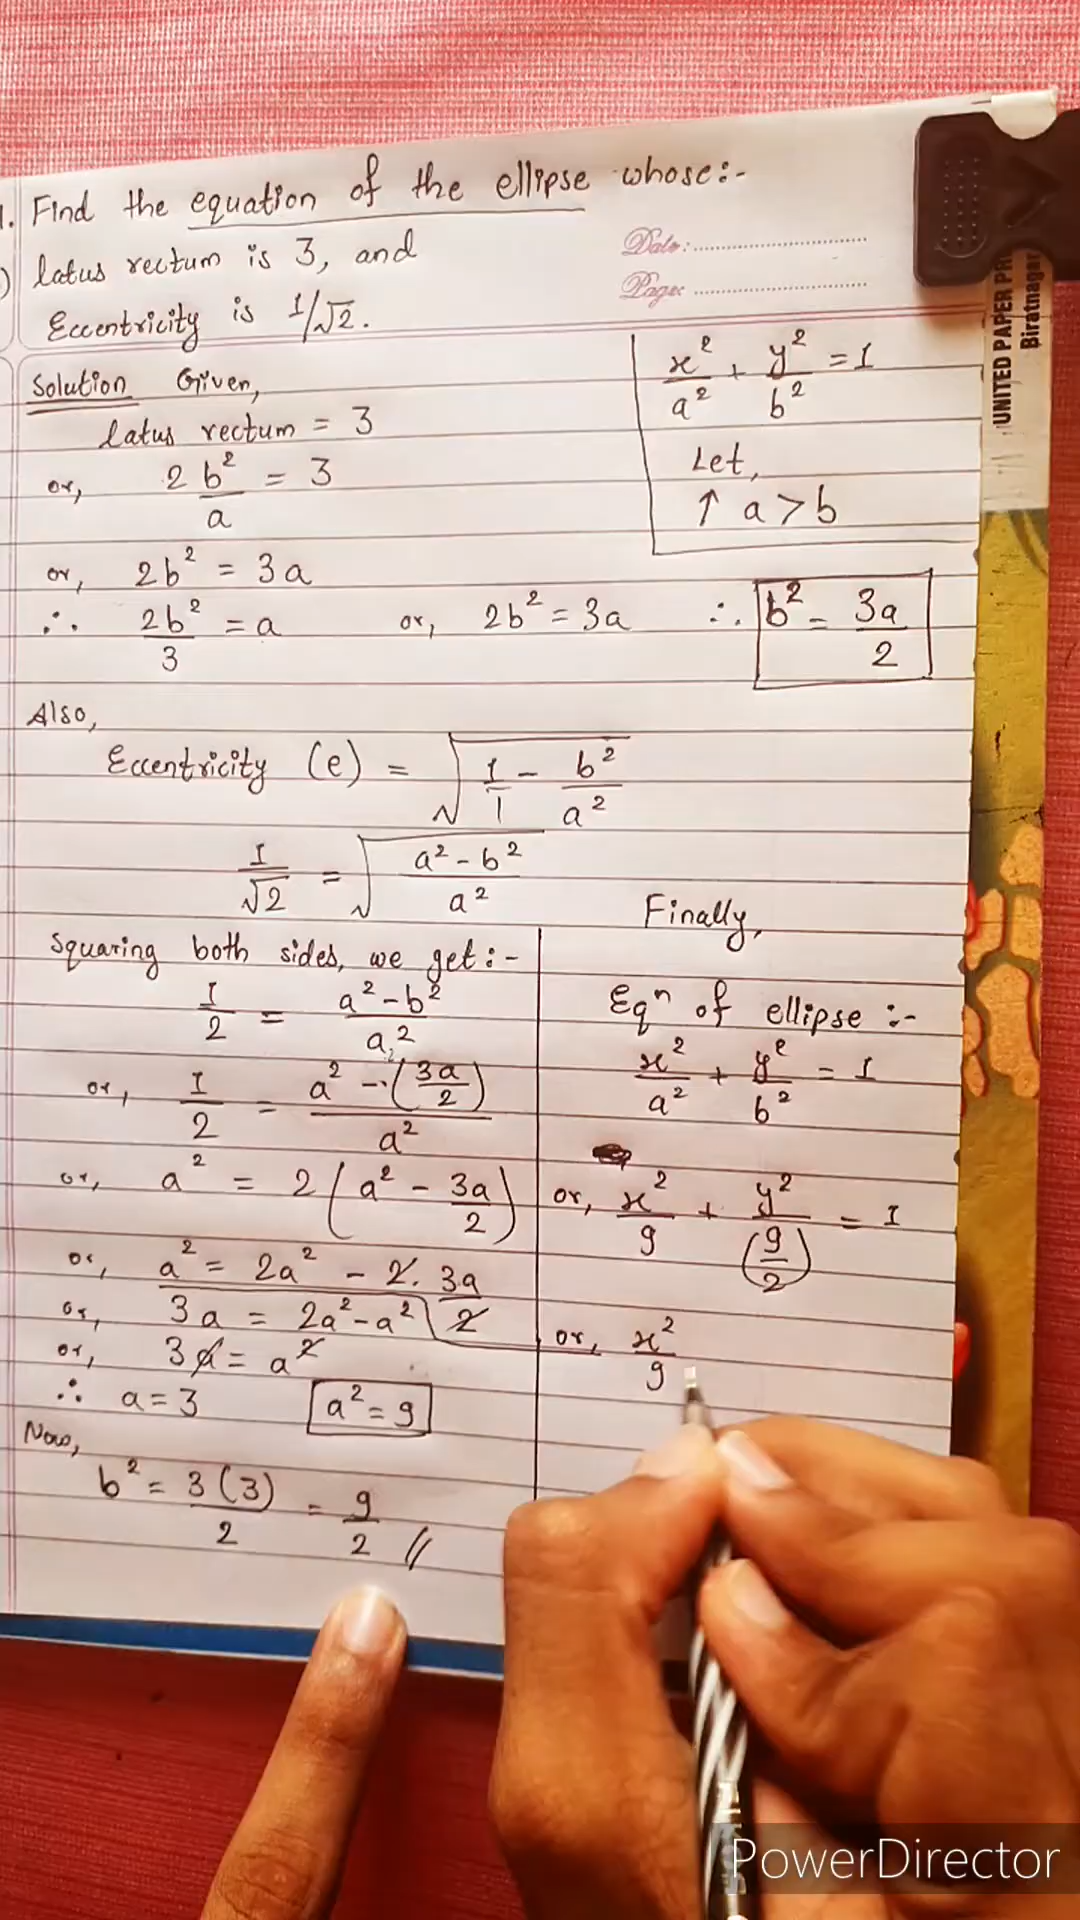 1. Find the equation of the ellipse whose:-
latus rectum is 3, and
Eccentricity is 1/√2.
Date:
Page:
UNITED PAPER PR
Biratnagar
Solution Given,
latus rectum = 3
or, 2b²/a = 3
or, 2b² = 3a
∴ 2b²/3 = a or, 2b² = 3a ∴ b² = 3a/2
x²/a² + y²/b² = 1
Let,
↑ a > b
Also,
Eccentricity (e) = √(1/1 - b²/a²)
1/√2 = √((a² - b²)/a²)
Squaring both sides, we get:-
1/2 = (a² - b²)/a²
or, 1/2 = (a² - (3a/2))/a²
or, a² = 2(a² - 3a/2)
or, a² = 2a² - 2 · 3a/2
or, 3a = 2a² - a²
or, 3a = a²
∴ a = 3 a² = 9
Now,
b² = 3(3)/2 = 9/2 //
Finally,
Eqⁿ of ellipse :-
x²/a² + y²/b² = 1
or, x²/9 + y²/(9/2) = 1
or, x²/9
PowerDirector